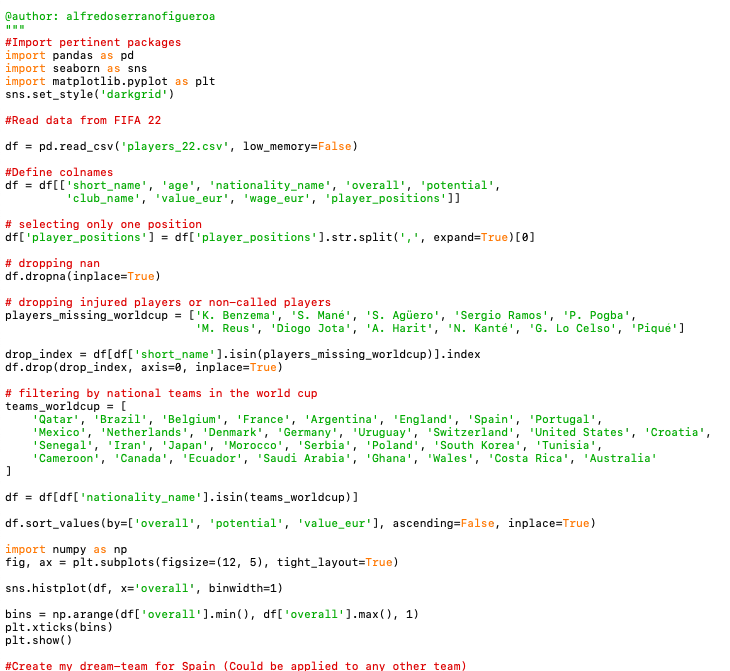 @author: alfredoserranofigueroa
"""
#Import pertinent packages
import pandas as pd
import seaborn as sns
import matplotlib.pyplot as plt
sns.set_style('darkgrid')
#Read data from FIFA 22
df = pd.read_csv('players_22.csv', low_memory=False)
#Define colnames
df = df[['short_name', 'age', 'nationality_name', 'overall', 'potential',
'club_name', 'value_eur', 'wage_eur', 'player_positions']]
# selecting only one position
df['player_positions'] = df['player_positions'].str.split(',', expand=True)[0]
# dropping nan
df.dropna(inplace=True)
# dropping injured players or non-called players
players_missing_worldcup = ['K. Benzema', 'S. Mané', 'S. Agüero', 'Sergio Ramos', 'P. Pogba',
'M. Reus', 'Diogo Jota', 'A. Harit', 'N. Kanté', 'G. Lo Celso', 'Piqué']
drop_index = df[df['short_name'].isin(players_missing_worldcup)].index
df.drop(drop_index, axis=0, inplace=True)
# filtering by national teams in the world cup
teams_worldcup = [
'Qatar', 'Brazil', 'Belgium', 'France', 'Argentina', 'England', 'Spain', 'Portugal',
'Mexico', 'Netherlands', 'Denmark', 'Germany', 'Uruguay', 'Switzerland', 'United States', 'Croatia',
'Senegal', 'Iran', 'Japan', 'Morocco', 'Serbia', 'Poland', 'South Korea', 'Tunisia',
'Cameroon', 'Canada', 'Ecuador', 'Saudi Arabia', 'Ghana', 'Wales', 'Costa Rica', 'Australia'
]
df = df[df['nationality_name'].isin(teams_worldcup)]
df.sort_values(by=['overall', 'potential', 'value_eur'], ascending=False, inplace=True)
import numpy as np
fig, ax = plt.subplots(figsize=(12, 5), tight_layout=True)
sns.histplot(df, x='overall', binwidth=1)
bins = np.arange(df['overall'].min(), df['overall'].max(), 1)
plt.xticks(bins)
plt.show()
#Create my dream-team for Spain (Could be applied to any other team)